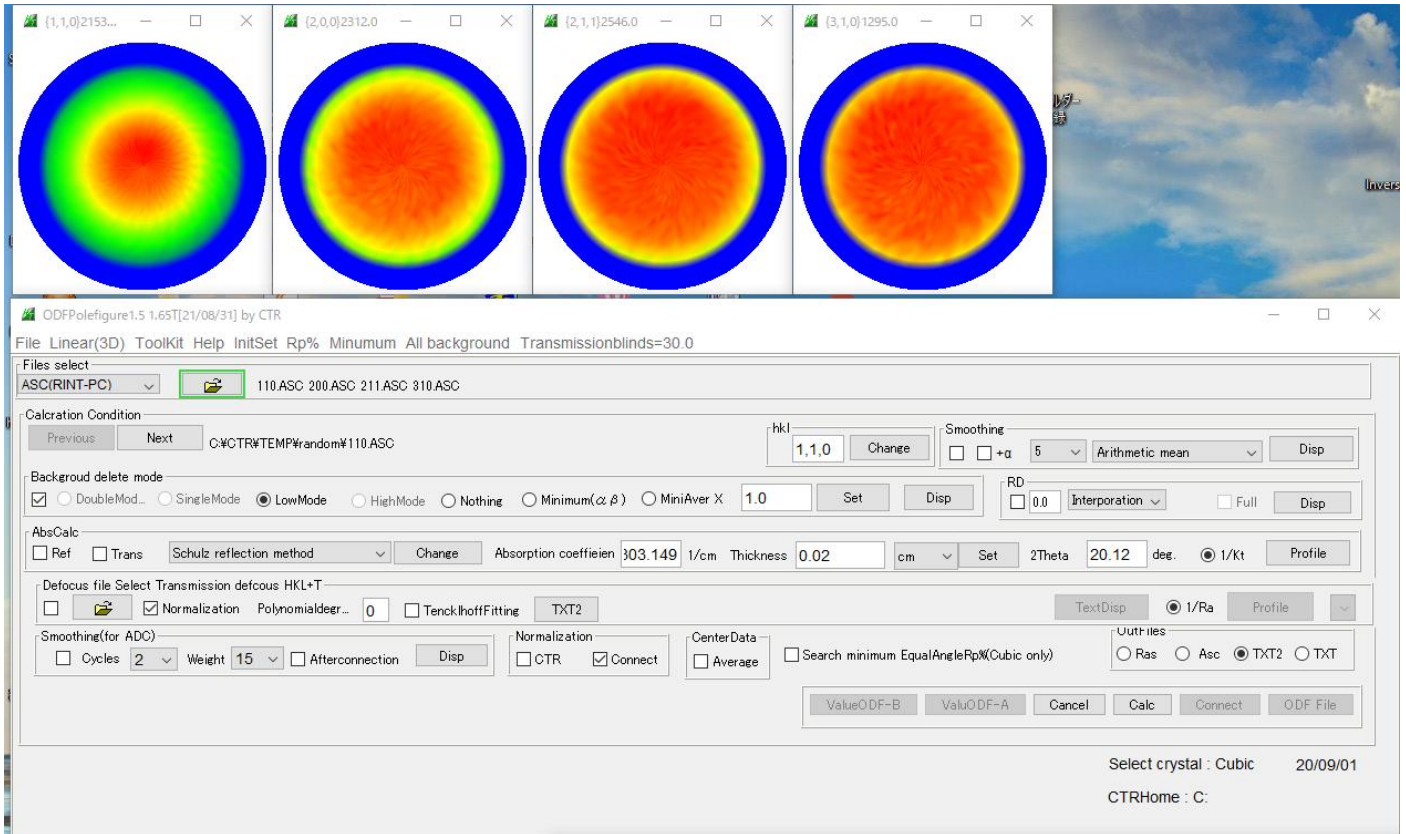 {1,1,0}2153... {2,0,0}2312.0 {2,1,1}2546.0 {3,1,0}1295.0
ルダー
録
Invers
ODFPolefigure1.5 1.65T[21/08/31] by CTR
File Linear(3D) ToolKit Help InitSet Rp% Minumum All background Transmissionblinds=30.0
Files select
ASC(RINT-PC) 110.ASC 200.ASC 211.ASC 310.ASC
Calcration Condition
Previous Next C:¥CTR¥TEMP¥random¥110.ASC
hkl
1,1,0 Change
Smoothing
+α 5 Arithmetic mean Disp
Backgroud delete mode
DoubleMod... SingleMode LowMode HighMode Nothing Minimum(αβ) MiniAver X 1.0 Set Disp
RD
0.0 Interporation Full Disp
AbsCalc
Ref Trans Schulz reflection method Change Absorption coeffieien 303.149 1/cm Thickness 0.02 cm Set 2Theta 20.12 deg. 1/Kt Profile
Defocus file Select Transmission defcous HKL+T
Normalization Polynomialdegr... 0 TencklhoffFitting TXT2 TextDisp 1/Ra Profile
Smoothing(for ADC)
Cycles 2 Weight 15 Afterconnection Disp
Normalization
CTR Connect
CenterData
Average
Search minimum EqualAngleRp%(Cubic only)
OutFiles
Ras Asc TXT2 TXT
ValueODF-B ValuODF-A Cancel Calc Connect ODF File
Select crystal : Cubic 20/09/01
CTRHome : C: